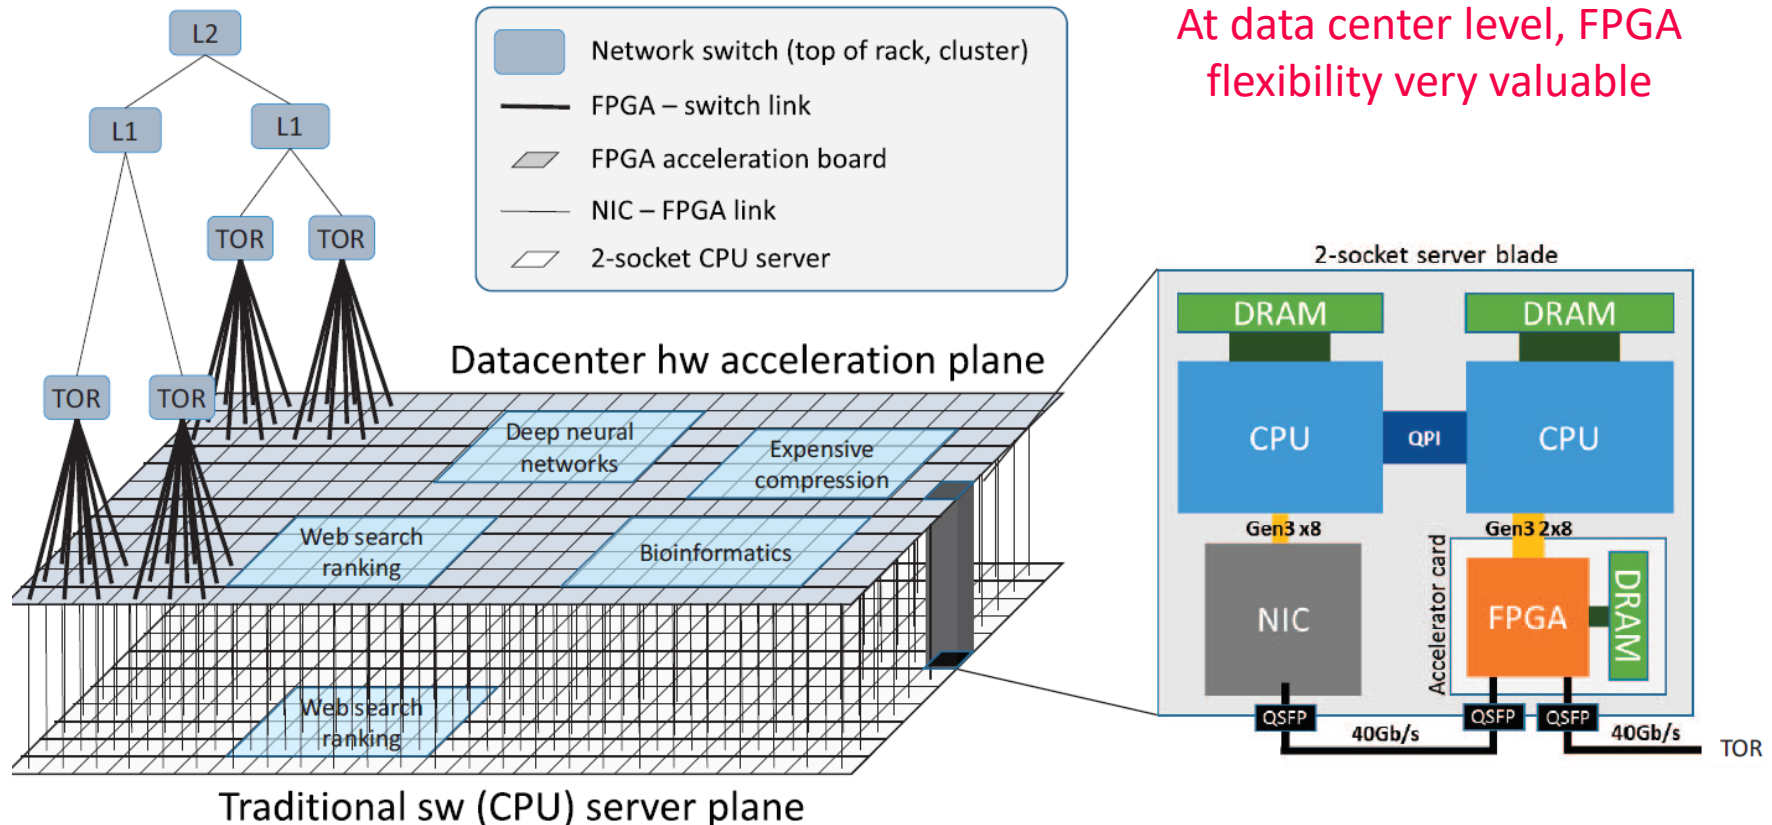 At data center level, FPGA
flexibility very valuable
L2
L1
L1
TOR
TOR
TOR
TOR
Network switch (top of rack, cluster)
FPGA – switch link
FPGA acceleration board
NIC – FPGA link
2-socket CPU server
Datacenter hw acceleration plane
Deep neural
networks
Expensive
compression
Web search
ranking
Bioinformatics
Web search
ranking
Traditional sw (CPU) server plane
2-socket server blade
DRAM
DRAM
CPU
QPI
CPU
Gen3 x8
Gen3 2x8
NIC
Accelerator card
FPGA
DRAM
QSFP
QSFP
QSFP
40Gb/s
40Gb/s
TOR